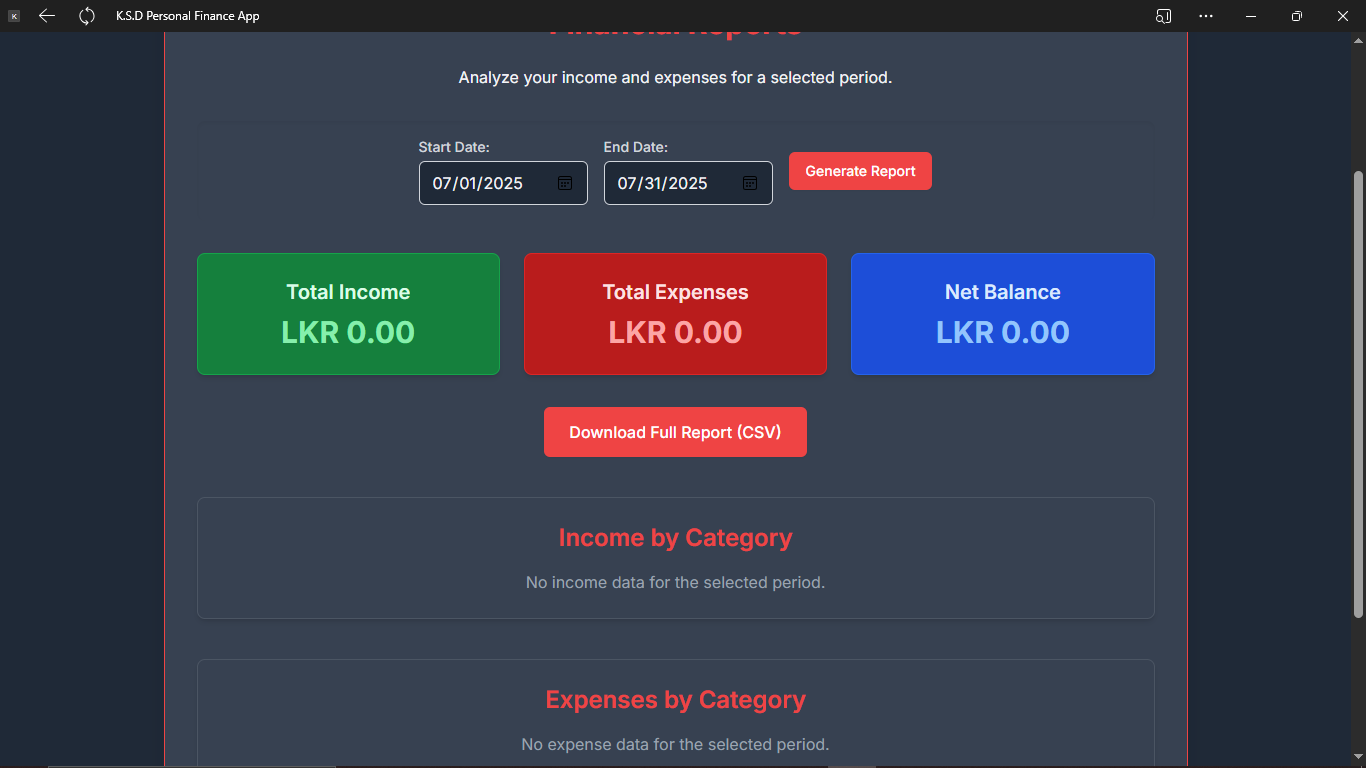 K
K.S.D Personal Finance App
Financial Reports
Analyze your income and expenses for a selected period.
Start Date:
End Date:
07/01/2025
07/31/2025
Generate Report
Total Income
LKR 0.00
Total Expenses
LKR 0.00
Net Balance
LKR 0.00
Download Full Report (CSV)
Income by Category
No income data for the selected period.
Expenses by Category
No expense data for the selected period.